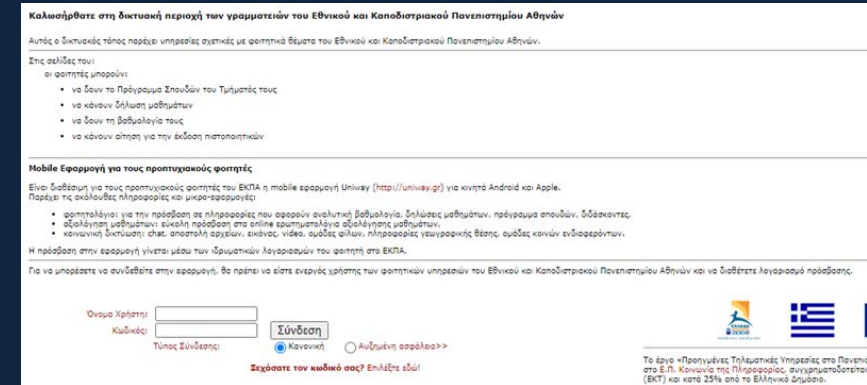 Καλωσήρθατε στη δικτυακή περιοχή των γραμματειών του Εθνικού και Καποδιστριακού Πανεπιστημίου Αθηνών
Αυτός ο δικτυακός τόπος παρέχει υπηρεσίες σχετικές με φοιτητικά θέματα του Εθνικού και Καποδιστριακού Πανεπιστημίου Αθηνών.
Στις σελίδες του:
οι φοιτητές μπορούν:
• να δουν το Πρόγραμμα Σπουδών του Τμήματός τους
• να κάνουν δήλωση μαθημάτων
• να δουν τη βαθμολογία τους
• να κάνουν αίτηση για την έκδοση πιστοποιητικών
Mobile Εφαρμογή για τους προπτυχιακούς φοιτητές
Είναι διαθέσιμη για τους προπτυχιακούς φοιτητές του ΕΚΠΑ η mobile εφαρμογή Uniway (http://uniway.gr) για κινητά Android και Apple.
Παρέχει τις ακόλουθες πληροφορίες και μικρο-εφαρμογές:
• φοιτητολόγιο: για την πρόσβαση σε πληροφορίες που αφορούν αναλυτική βαθμολογία, δηλώσεις μαθημάτων, πρόγραμμα σπουδών, διδάσκοντες,
• αξιολόγηση μαθημάτων: εύκολη πρόσβαση στα online ερωτηματολόγια αξιολόγησης μαθημάτων,
• κοινωνική δικτύωση: chat, αποστολή αρχείων, εικόνας, video, ομάδες φίλων, πληροφορίες γεωγραφικής θέσης, ομάδες κοινών ενδιαφερόντων.
Η πρόσβαση στην εφαρμογή γίνεται μέσω των ιδρυματικών λογαριασμών του φοιτητή στο ΕΚΠΑ.
Για να μπορέσετε να συνδεθείτε στην εφαρμογή, θα πρέπει να είστε ενεργός χρήστης των φοιτητικών υπηρεσιών του Εθνικού και Καποδιστριακού Πανεπιστημίου Αθηνών και να διαθέτετε λογαριασμό πρόσβασης.
Όνομα Χρήστη:
Κωδικός: Σύνδεση
Τύπος Σύνδεσης: Κανονική Αυξημένη ασφάλεια>>
Ξεχάσατε τον κωδικό σας? Επιλέξτε εδώ!
Το έργο «Προηγμένες Τηλεματικές Υπηρεσίες στο
στο Ε.Π. Κοινωνία της Πληροφορίας, συγχρηματοδοτείται
(ΕΚΤ) και κατά 25% από το Ελληνικό Δημόσιο.